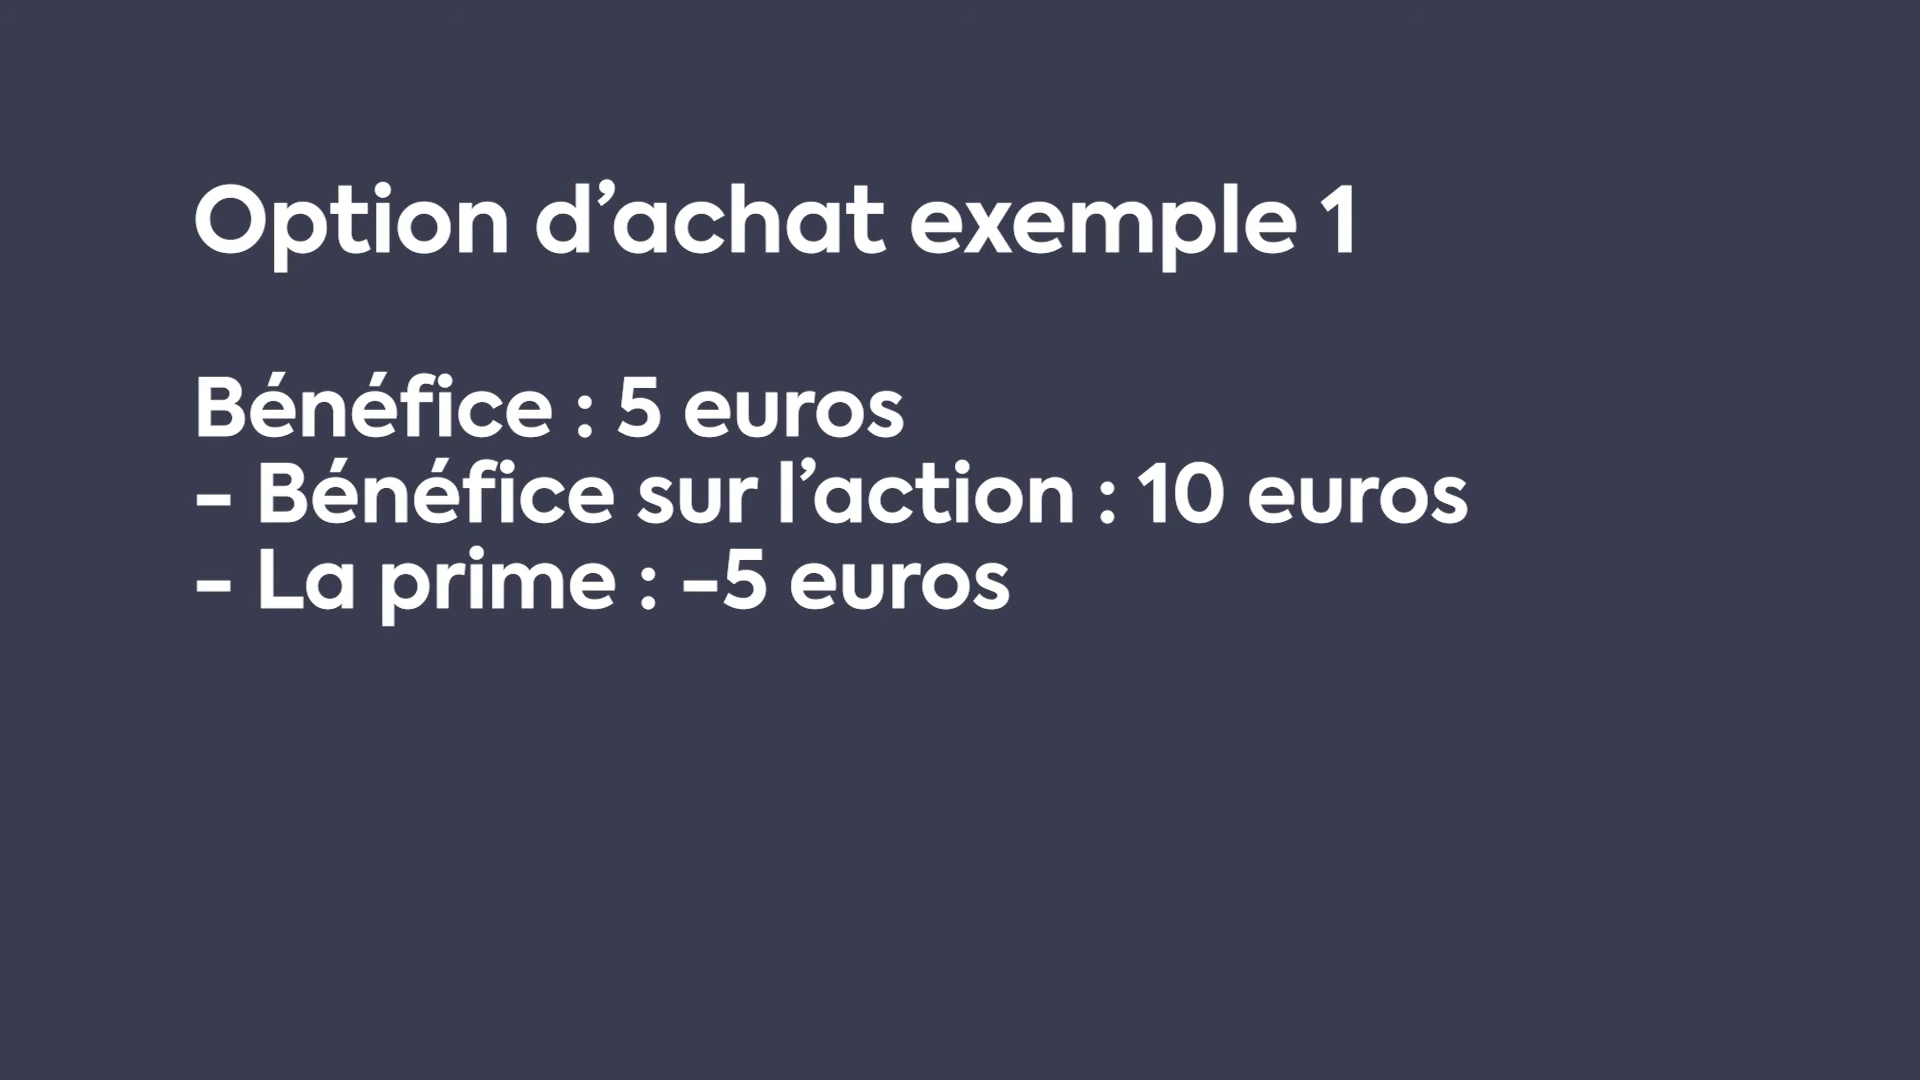 Option d’achat exemple 1
Bénéfice : 5 euros
- Bénéfice sur l’action : 10 euros
- La prime : -5 euros